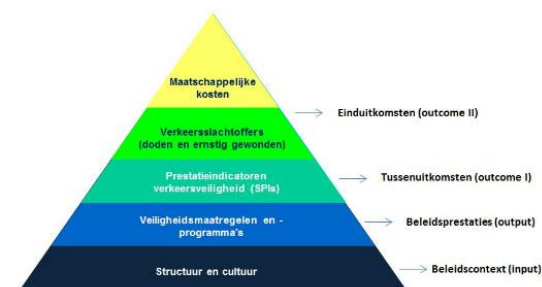 Maatschappelijke
kosten
Einduitkomsten (outcome II)
Verkeersslachtoffers
(doden en ernstig gewonden)
Prestatieindicatoren
verkeersveiligheid (SPIs)
Tussenuitkomsten (outcome I)
Veiligheidsmaatregelen en -
programma's
Beleidsprestaties (output)
Structuur en cultuur
Beleidscontext (input)